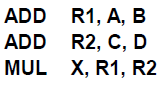 ADD R1, A, B
ADD R2, C, D
MUL X, R1, R2